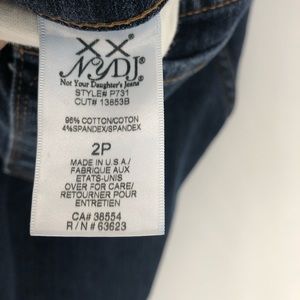 XX
NYDJ
Not Your Daughter's Jeans®
STYLE# P731
CUT# 13853B
96% COTTON/COTON
4%SPANDEX/SPANDEX
2P
MADE IN U.S.A./
FABRIQUE AUX
ETATS-UNIS
OVER FOR CARE/
RETOURNER POUR
ENTRETIEN
CA# 38554
R/N # 63623